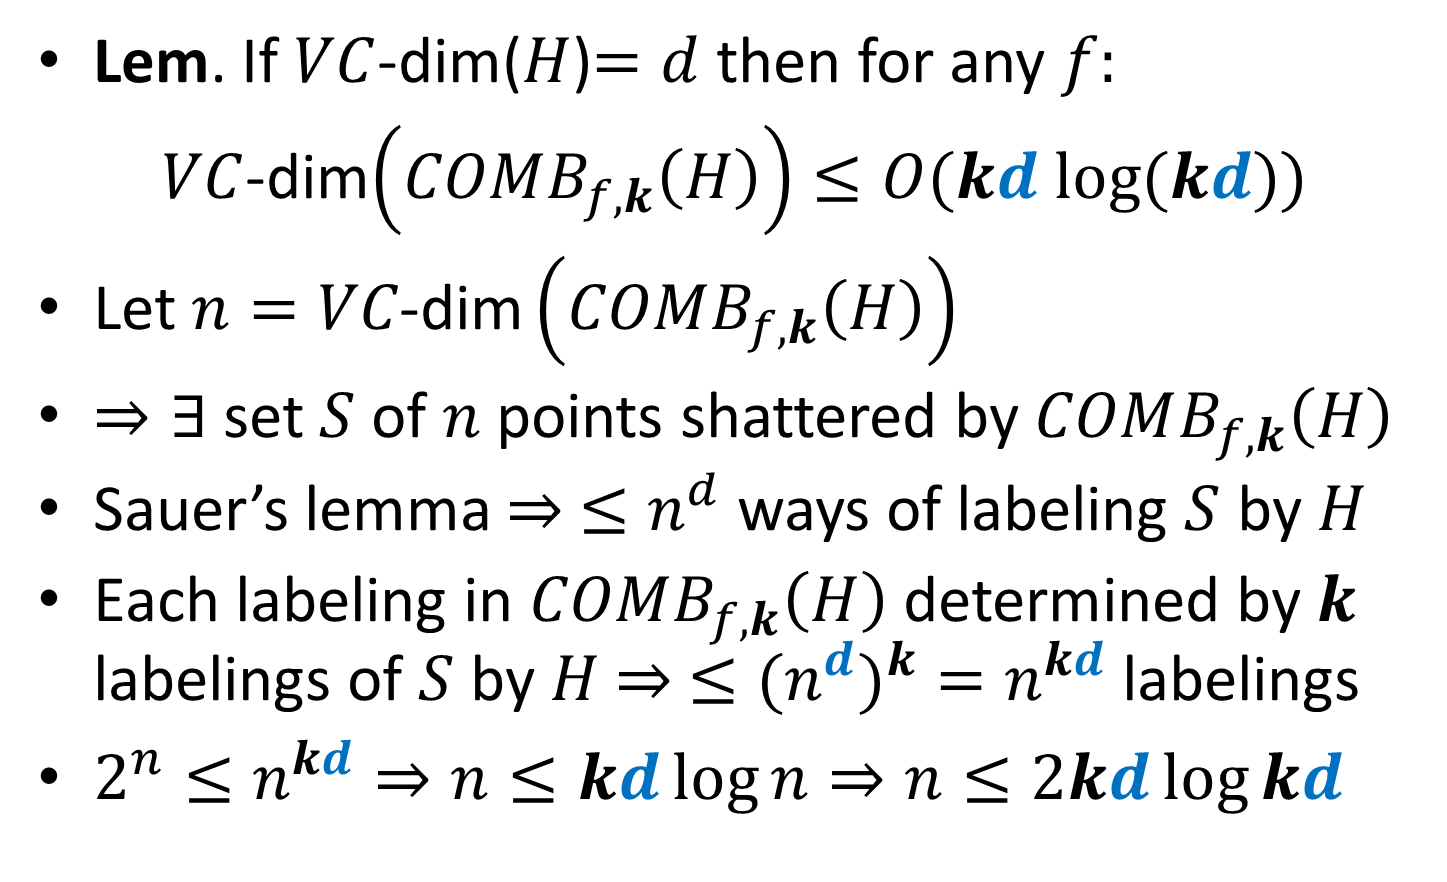 • Lem. If 𝑉𝐶-dim(𝐻)= 𝑑 then for any 𝑓:
𝑉𝐶-dim(𝐶𝑂𝑀𝐵_{𝑓,𝒌}(𝐻)) ≤ 𝑂(𝒌𝒅 log(𝒌𝒅))
• Let 𝑛 = 𝑉𝐶-dim (𝐶𝑂𝑀𝐵_{𝑓,𝒌}(𝐻))
• ⇒ ∃ set 𝑆 of 𝑛 points shattered by 𝐶𝑂𝑀𝐵_{𝑓,𝒌}(𝐻)
• Sauer’s lemma ⇒ ≤ 𝑛^𝑑 ways of labeling 𝑆 by 𝐻
• Each labeling in 𝐶𝑂𝑀𝐵_{𝑓,𝒌}(𝐻) determined by 𝒌
labelings of 𝑆 by 𝐻 ⇒ ≤ (𝑛^𝒅)^𝒌 = 𝑛^{𝒌𝒅} labelings
• 2^𝑛 ≤ 𝑛^{𝒌𝒅} ⇒ 𝑛 ≤ 𝒌𝒅 log 𝑛 ⇒ 𝑛 ≤ 2𝒌𝒅 log 𝒌𝒅